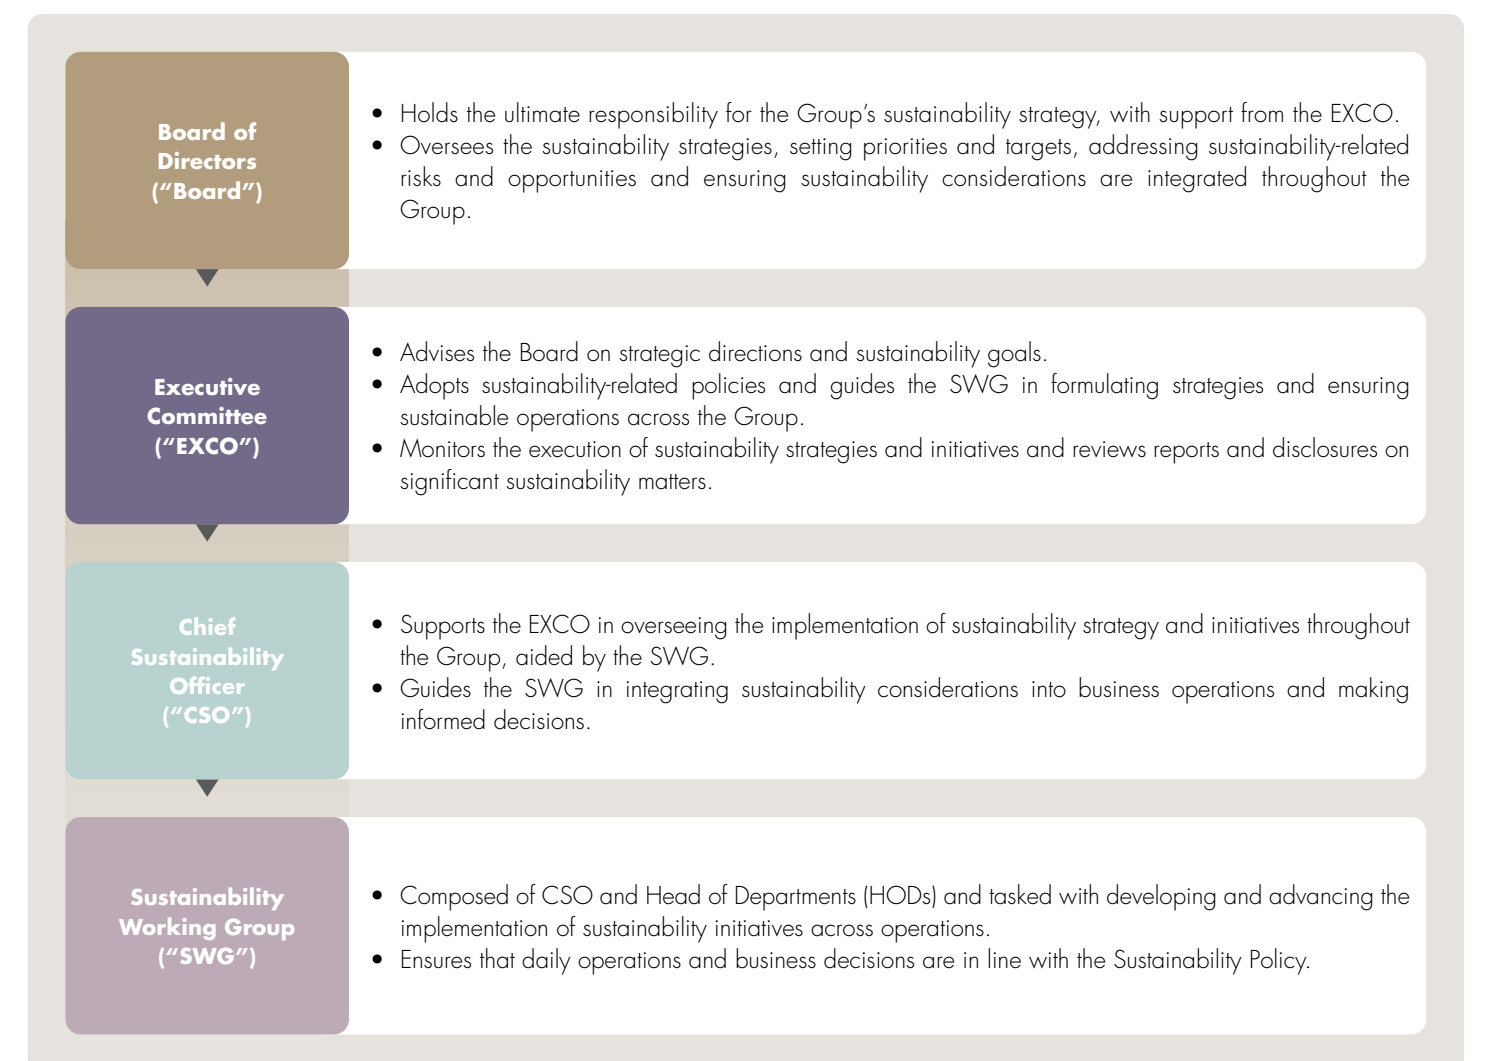 Board of
Directors
(“Board”)
• Holds the ultimate responsibility for the Group’s sustainability strategy, with support from the EXCO.
• Oversees the sustainability strategies, setting priorities and targets, addressing sustainability-related
risks and opportunities and ensuring sustainability considerations are integrated throughout the
Group.
Executive
Committee
(“EXCO”)
• Advises the Board on strategic directions and sustainability goals.
• Adopts sustainability-related policies and guides the SWG in formulating strategies and ensuring
sustainable operations across the Group.
• Monitors the execution of sustainability strategies and initiatives and reviews reports and disclosures on
significant sustainability matters.
Chief
Sustainability
Officer
(“CSO”)
• Supports the EXCO in overseeing the implementation of sustainability strategy and initiatives throughout
the Group, aided by the SWG.
• Guides the SWG in integrating sustainability considerations into business operations and making
informed decisions.
Sustainability
Working Group
(“SWG”)
• Composed of CSO and Head of Departments (HODs) and tasked with developing and advancing the
implementation of sustainability initiatives across operations.
• Ensures that daily operations and business decisions are in line with the Sustainability Policy.